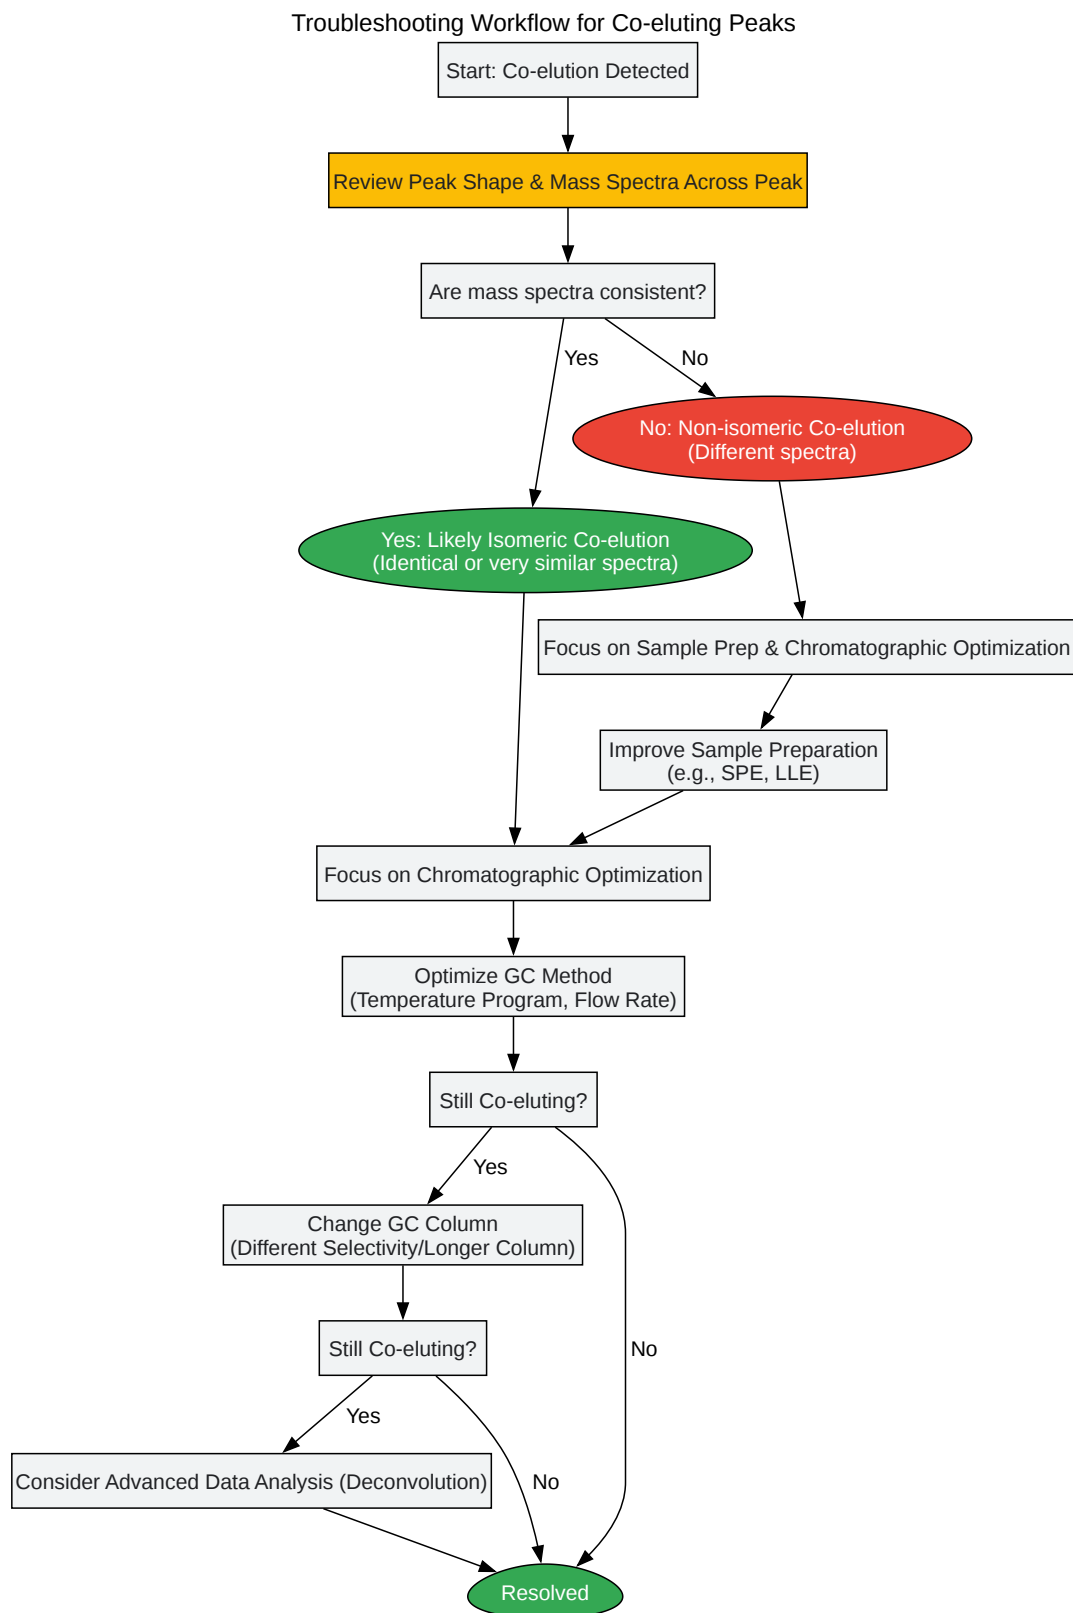 Troubleshooting Workflow for Co-eluting Peaks
Start: Co-elution Detected
Review Peak Shape & Mass Spectra Across Peak
Are mass spectra consistent?
Yes
No
No: Non-isomeric Co-elution
(Different spectra)
Yes: Likely Isomeric Co-elution
(Identical or very similar spectra)
Focus on Sample Prep & Chromatographic Optimization
Improve Sample Preparation
(e.g., SPE, LLE)
Focus on Chromatographic Optimization
Optimize GC Method
(Temperature Program, Flow Rate)
Still Co-eluting?
Yes
Change GC Column
(Different Selectivity/Longer Column)
Still Co-eluting?
No
Yes
Consider Advanced Data Analysis (Deconvolution)
No
Resolved